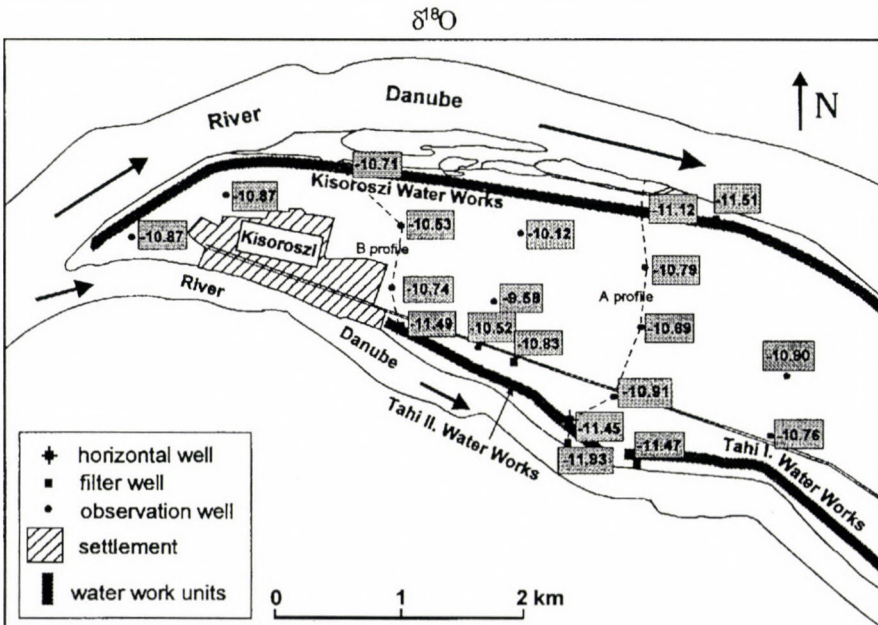 δ¹⁸O
River
Danube
N
-10.71
Kisoroszi Water Works
-10.87
-10.87
Kisoroszi
-10.53
B profile
-10.12
-11.12
-11.51
-10.79
A profile
-10.74
-9.58
River
-11.49
-10.52
-10.83
-10.69
Danube
-10.90
-10.91
Tahi II. Water Works
-11.45
-11.93
-11.47
-10.76
Tahi I. Water Works
horizontal well
filter well
observation well
settlement
water work units
0 1 2 km